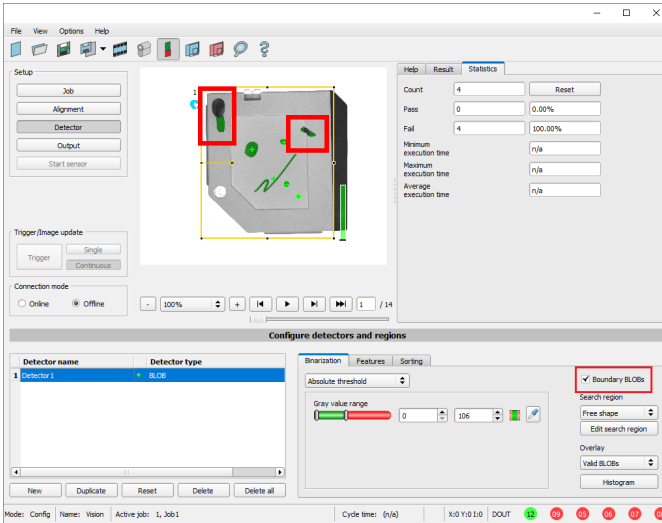 File View Options Help
Setup
Job
Alignment
Detector
Output
Start sensor
Trigger/Image update
Trigger
Single
Continuous
Connection mode
Online Offline
1
- 100% + 1 / 14
Help Result Statistics
Count 4 Reset
Pass 0 0.00%
Fail 4 100.00%
Minimum
execution time n/a
Maximum
execution time n/a
Average
execution time n/a
Configure detectors and regions
Detector name Detector type
1 Detector1 BLOB
New Duplicate Reset Delete Delete all
Binarization Features Sorting
Absolute threshold
Gray value range
0 106
Boundary BLOBs
Search region
Free shape
Edit search region
Overlay
Valid BLOBs
Histogram
Mode: Config Name: Vision Active job: 1, Job1 Cycle time: (n/a) X:0 Y:0 I:0 DOUT 12 09 05 06 07